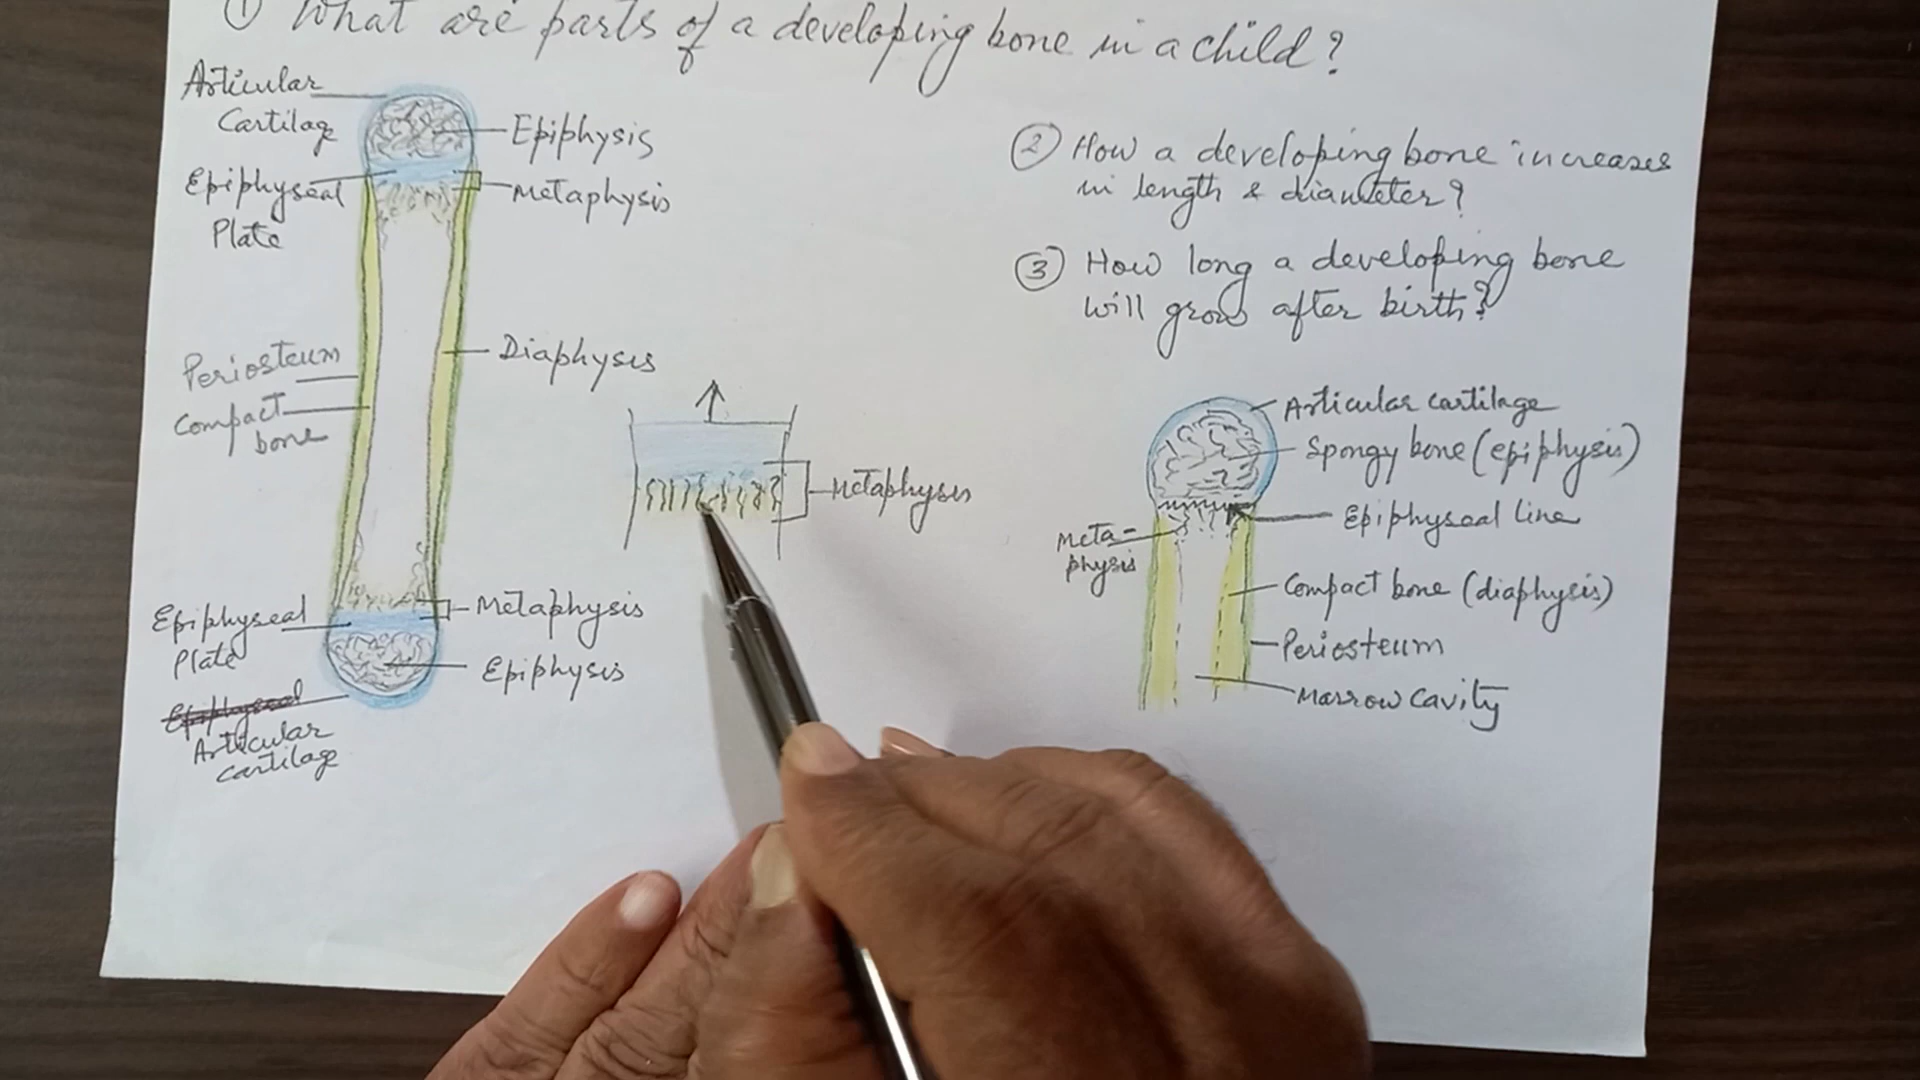 ① What are parts of a developing bone in a child?
Articular
Cartilage
Epiphysis
Epiphyseal
Plate
Metaphysis
Periosteum
Compact
bone
Diaphysis
Epiphyseal
Plate
Metaphysis
Epiphysis
Epiphyseal
Articular
Cartilage
Metaphysis
② How a developing bone increases
in length & diameter?
③ How long a developing bone
will grow after birth?
Articular cartilage
Spongy bone (epiphysis)
Epiphyseal Line
Meta-
physis
Compact bone (diaphysis)
Periosteum
Marrow cavity